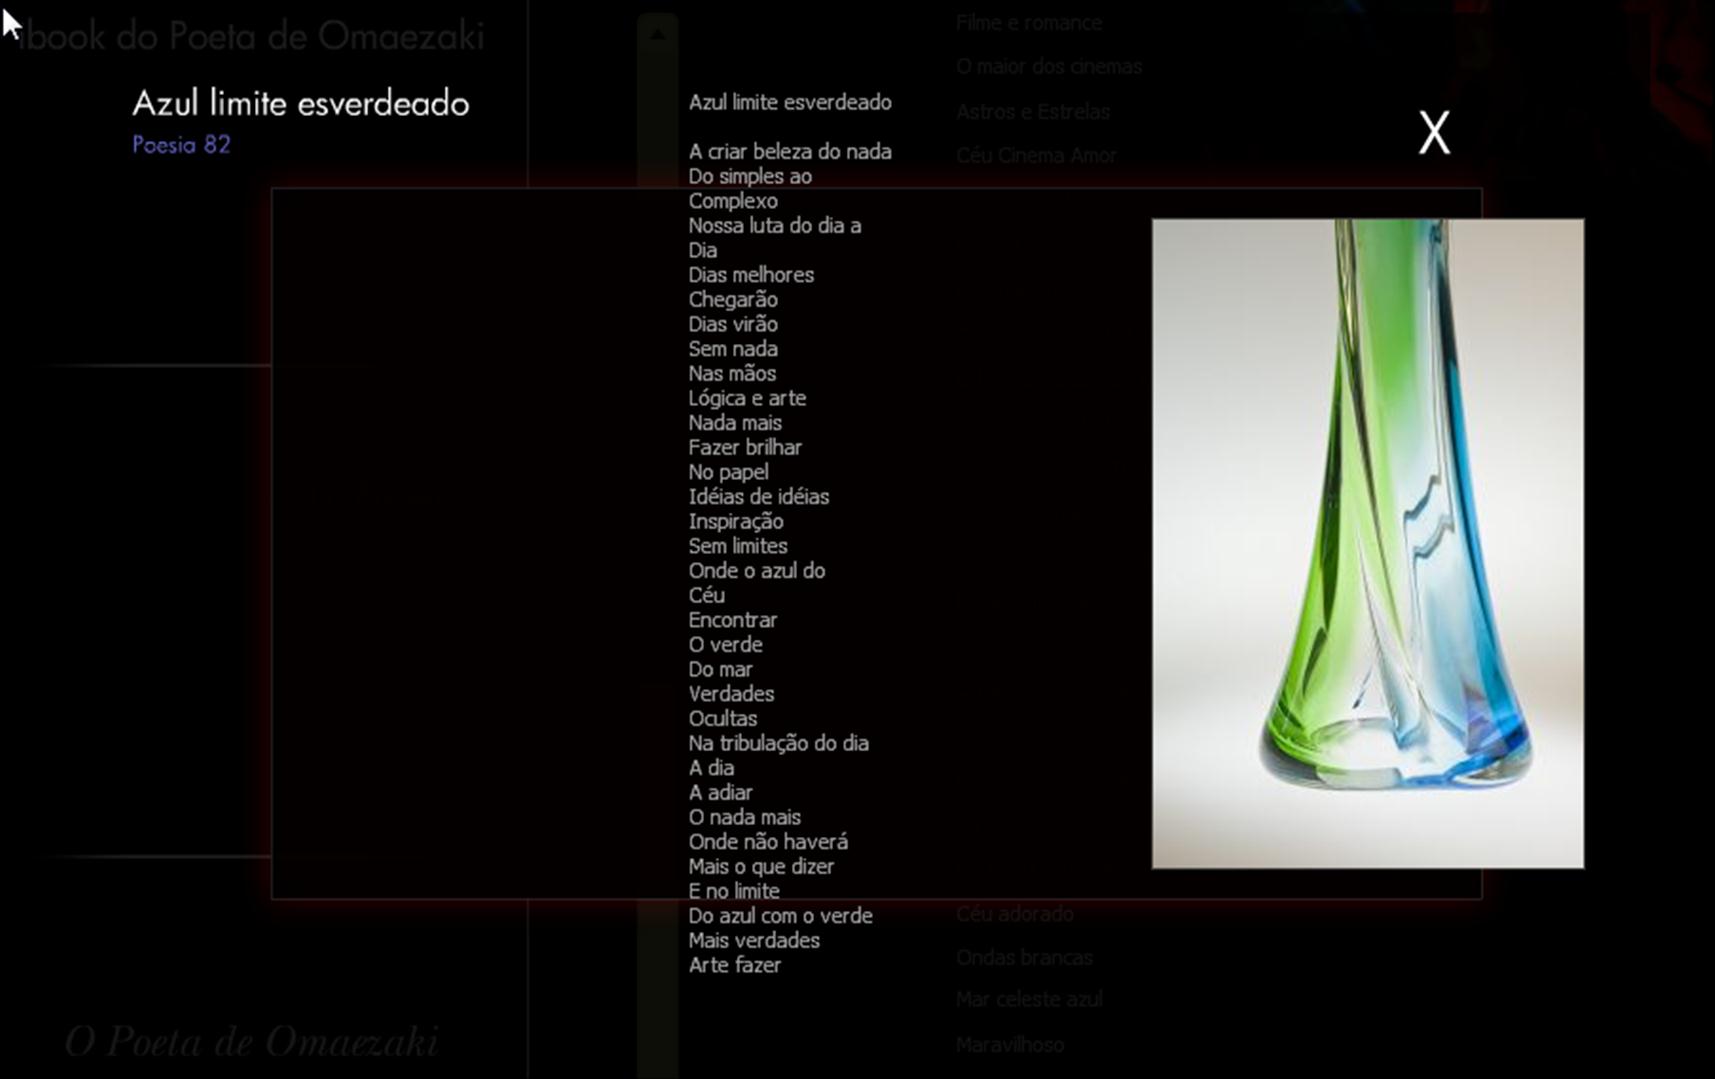 lbook do Poeta de Omaezaki
Azul limite esverdeado
Poesia 82
X
Azul limite esverdeado
A criar beleza do nada
Do simples ao
Complexo
Nossa luta do dia a
Dia
Dias melhores
Chegarão
Dias virão
Sem nada
Nas mãos
Lógica e arte
Nada mais
Fazer brilhar
No papel
Idéias de idéias
Inspiração
Sem limites
Onde o azul do
Céu
Encontrar
O verde
Do mar
Verdades
Ocultas
Na tribulação do dia
A dia
A adiar
O nada mais
Onde não haverá
Mais o que dizer
E no limite
Do azul com o verde
Mais verdades
Arte fazer
Filme e romance
O maior dos cinemas
Astros e Estrelas
Céu Cinema Amor
Céu adorado
Ondas brancas
Mar celeste azul
Maravilhoso
O Poeta de Omaezaki